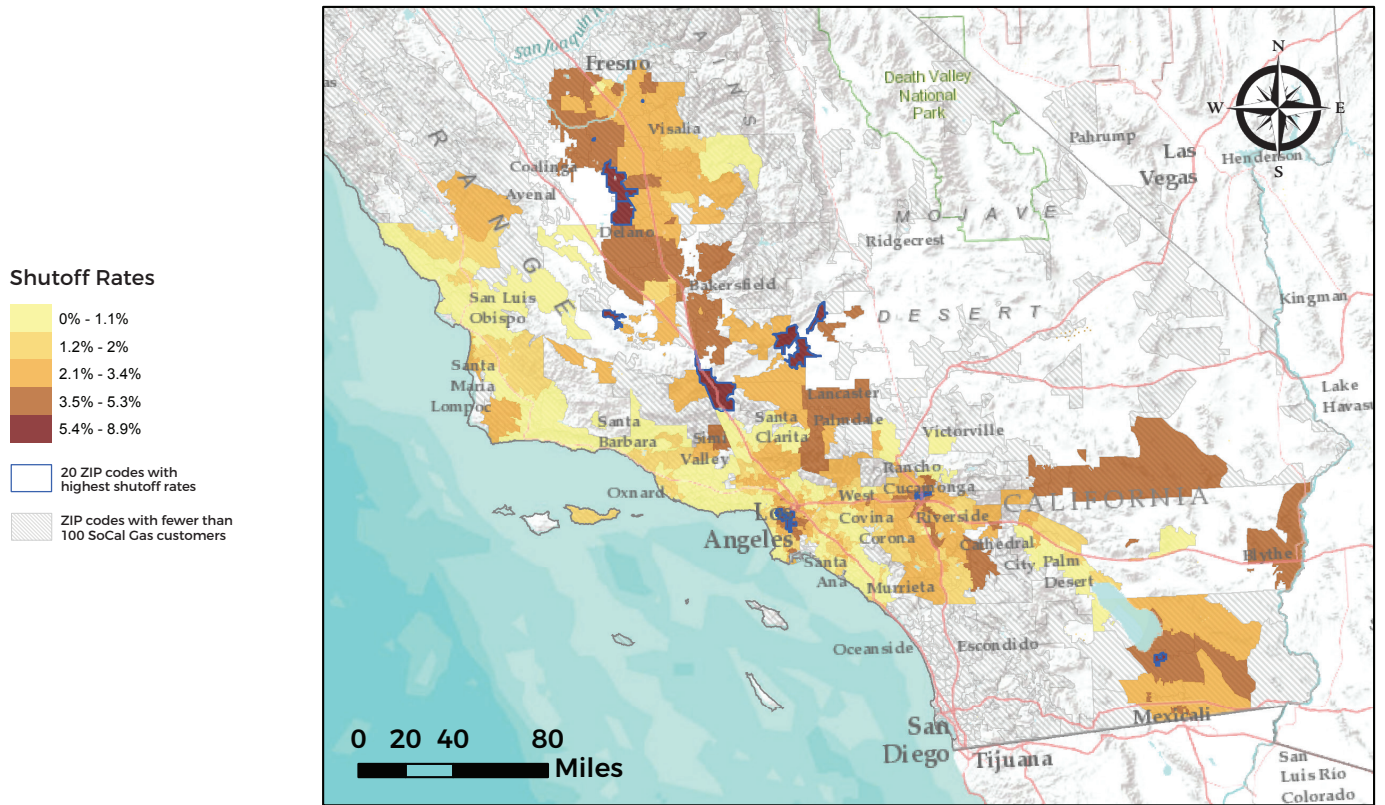 Shutoff Rates
0% - 1.1%
1.2% - 2%
2.1% - 3.4%
3.5% - 5.3%
5.4% - 8.9%
20 ZIP codes with
highest shutoff rates
ZIP codes with fewer than
100 SoCal Gas customers
San Joaquin
Fresno
A I N S
Death Valley
National
Park
N
W
E
S
Visalia
Pahrump
Las
Vegas
Henderson
R A N G E
Coalinga
Avenal
Delano
M O J A V E
Ridgecrest
Bakersfield
D E S E R T
Kingman
San Luis
Obispo
Santa
Maria
Lompoc
Lancaster
Palmdale
Lake
Havasu
Santa
Barbara
Simi
Valley
Santa
Clarita
Victorville
Rancho
Cucamonga
Oxnard
West
Covina
CALIFORNIA
Los
Angeles
Riverside
Corona
Cathedral
City
Palm
Desert
Blythe
Santa
Ana
Murrieta
Oceanside
Escondido
San
Diego
Mexicali
Tijuana
San
Luis Río
Colorado
0 20 40 80
Miles